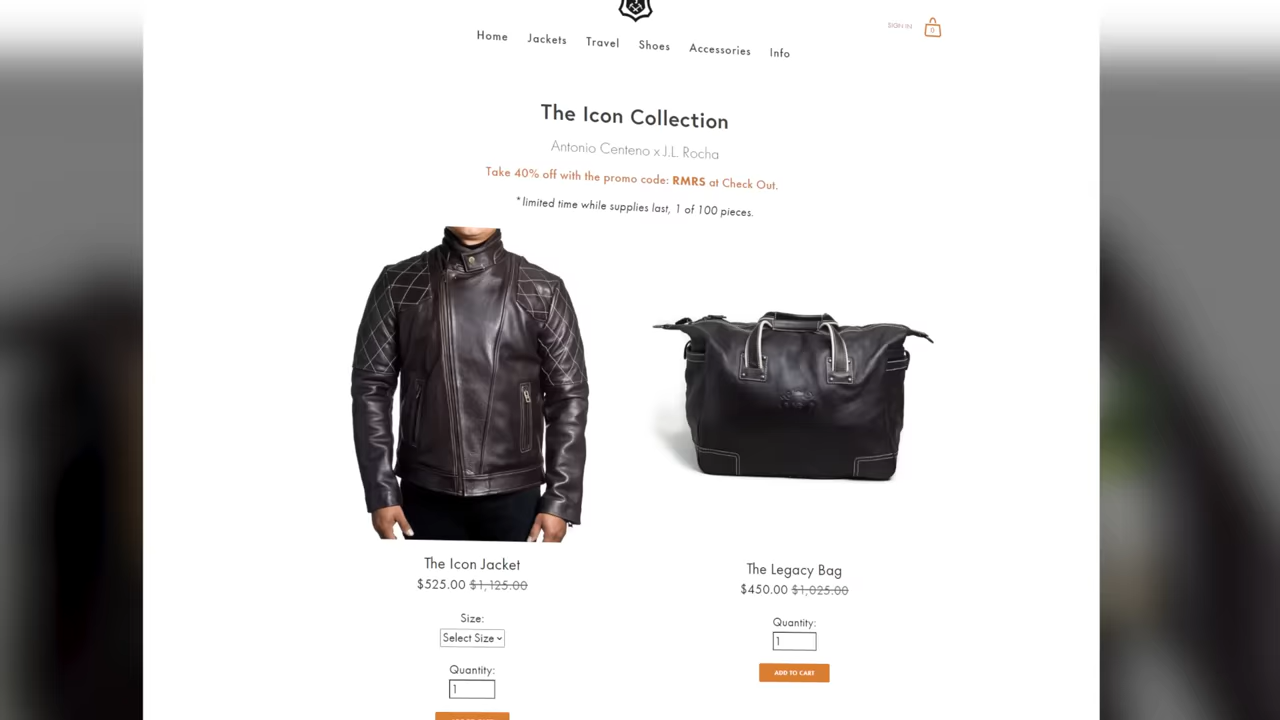 SIGN IN
0
Home Jackets Travel Shoes Accessories Info
The Icon Collection
Antonio Centeno x J.L. Rocha
Take 40% off with the promo code: RMRS at Check Out.
*limited time while supplies last, 1 of 100 pieces.
The Icon Jacket
$525.00 $1,125.00
Size:
Select Size
Quantity:
1
The Legacy Bag
$450.00 $1,025.00
Quantity:
1
ADD TO CART